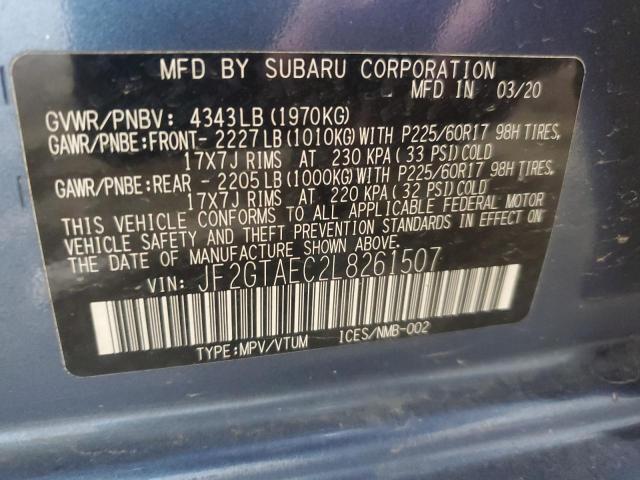 MFD BY SUBARU CORPORATION
MFD IN 03/20
GVWR/PNBV: 4343LB(1970KG)
GAWR/PNBE:FRONT- 2227LB(1010KG)WITH P225/60R17 98H TIRES,
17X7J RIMS AT 230 KPA(33 PSI)COLD
GAWR/PNBE:REAR - 2205LB(1000KG)WITH P225/60R17 98H TIRES,
17X7J RIMS AT 220 KPA(32 PSI)COLD
THIS VEHICLE CONFORMS TO ALL APPLICABLE FEDERAL MOTOR
VEHICLE SAFETY AND THEFT PREVENTION STANDARDS IN EFFECT ON
THE DATE OF MANUFACTURE SHOWN ABOVE.
VIN: JF2GTAEC2L8261507
TYPE:MPV/VTUM ICES/NMB-002